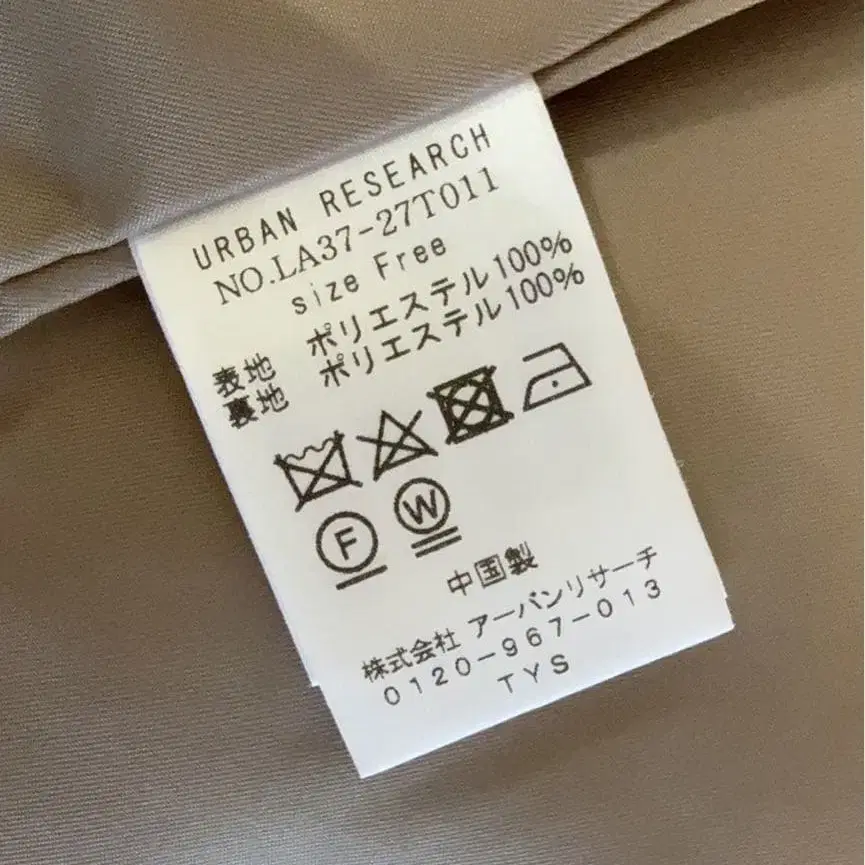 URBAN RESEARCH
NO.LA37-27T011
size Free
表地 ポリエステル100%
裏地 ポリエステル100%
F W
中国製
株式会社 アーバンリサーチ
0120-967-013
TYS